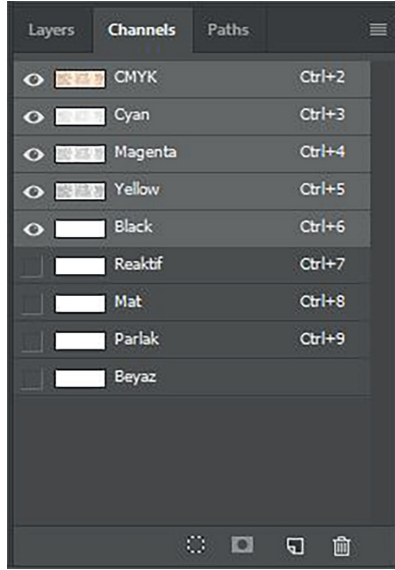 Layers Channels Paths
CMYK Ctrl+2
Cyan Ctrl+3
Magenta Ctrl+4
Yellow Ctrl+5
Black Ctrl+6
Reaktif Ctrl+7
Mat Ctrl+8
Parlak Ctrl+9
Beyaz